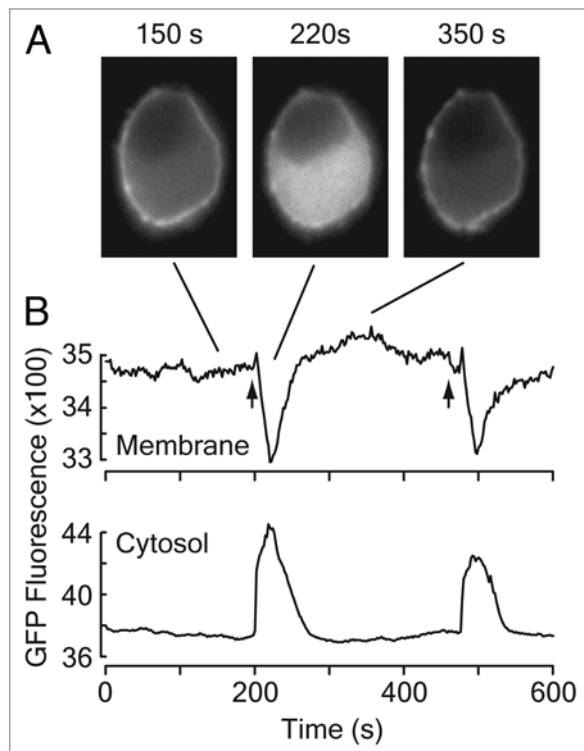 A
150 s 220s 350 s
B
GFP Fluorescence (x100)
35
34
33
Membrane
44
40
36
Cytosol
0 200 400 600
Time (s)